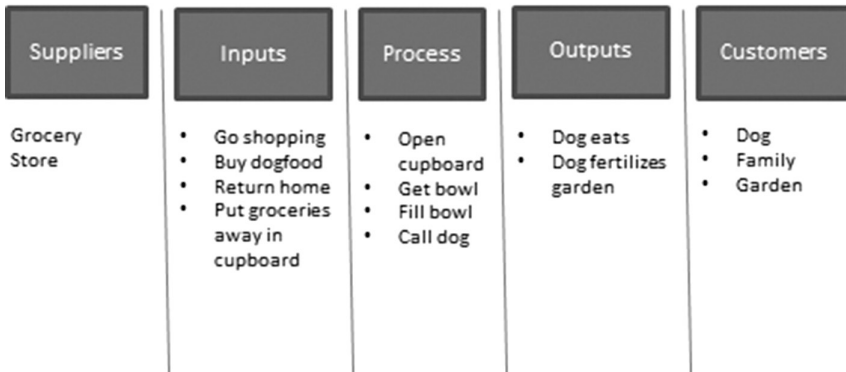 Suppliers
Inputs
Process
Outputs
Customers
Grocery
Store
• Go shopping
• Buy dogfood
• Return home
• Put groceries
away in
cupboard
• Open
cupboard
• Get bowl
• Fill bowl
• Call dog
• Dog eats
• Dog fertilizes
garden
• Dog
• Family
• Garden